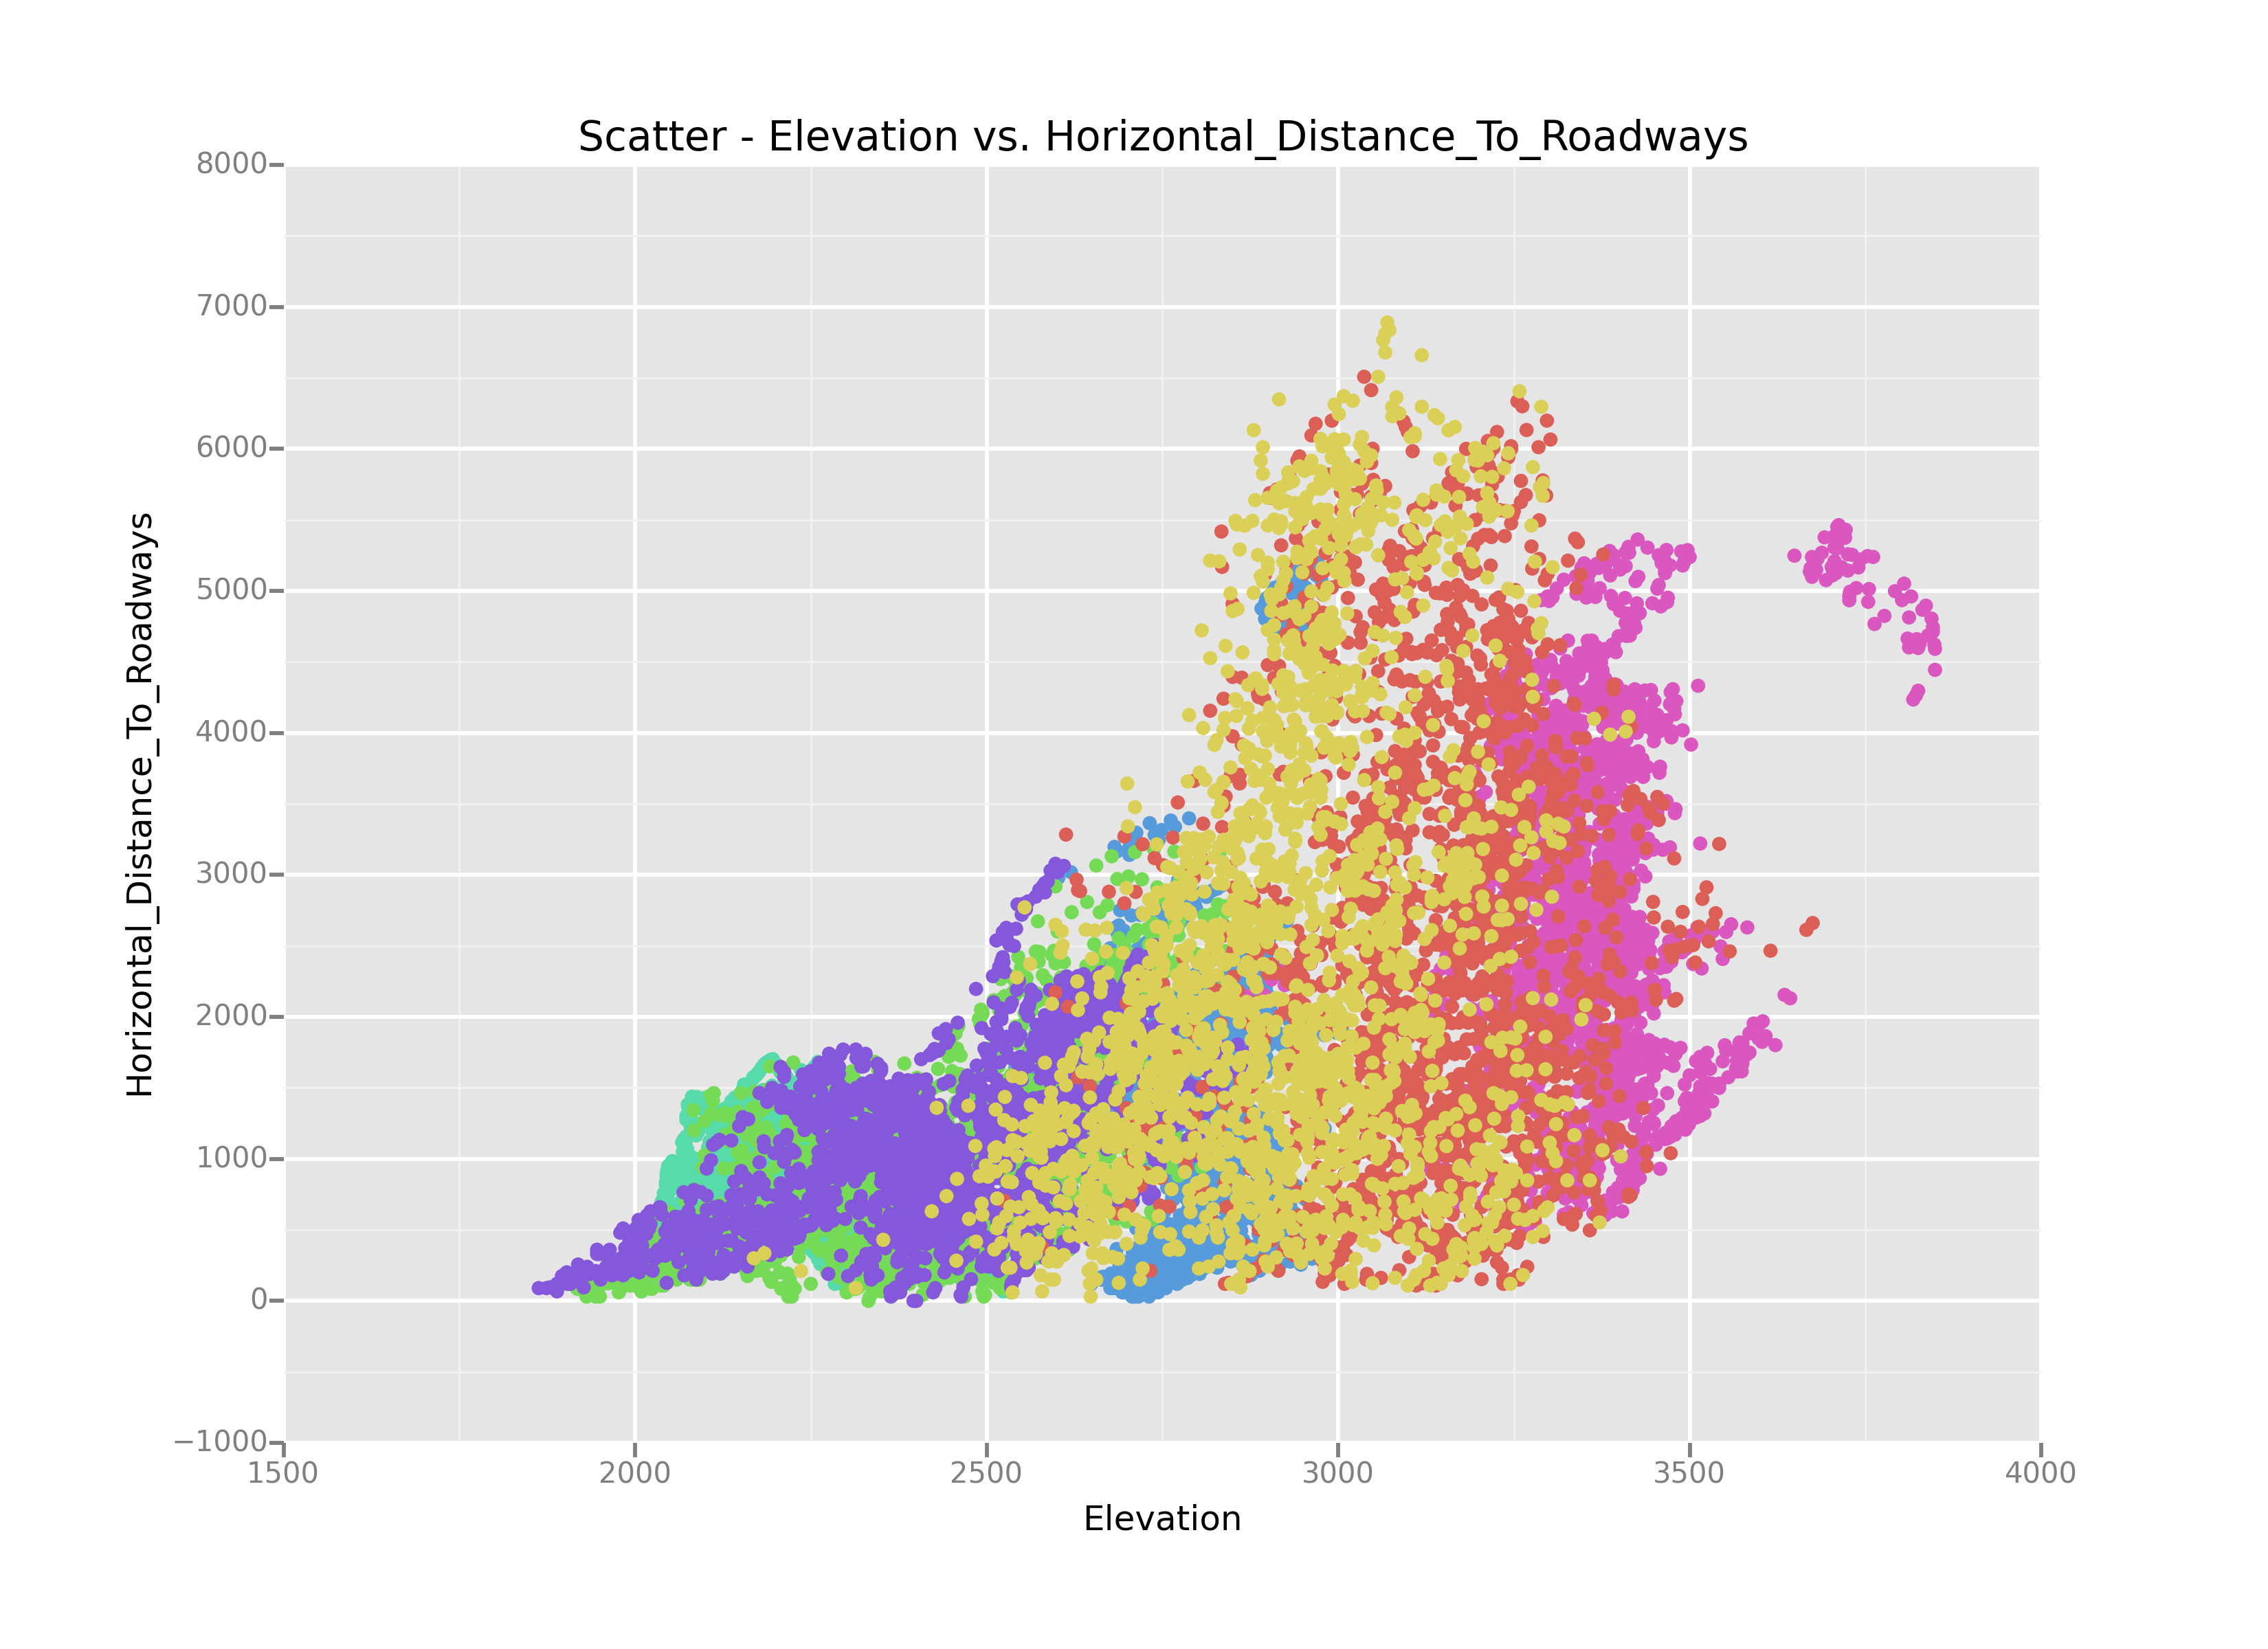 Scatter - Elevation vs. Horizontal_Distance_To_Roadways
8000
7000
6000
5000
4000
3000
2000
1000
0
−1000
Horizontal_Distance_To_Roadways
1500 2000 2500 3000 3500 4000
Elevation